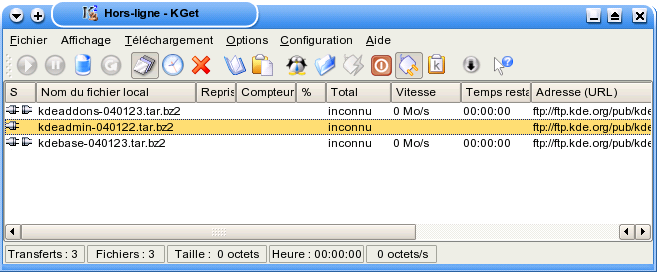 Hors-ligne - KGet
Fichier Affichage Téléchargement Options Configuration Aide
S Nom du fichier local Repris Compteur % Total Vitesse Temps resta Adresse (URL)
kdeaddons-040123.tar.bz2 inconnu 0 Mo/s 00:00:00 ftp://ftp.kde.org/pub/kde
kdeadmin-040122.tar.bz2 inconnu ftp://ftp.kde.org/pub/kde
kdebase-040123.tar.bz2 inconnu 0 Mo/s 00:00:00 ftp://ftp.kde.org/pub/kde
Transferts : 3 Fichiers : 3 Taille : 0 octets Heure : 00:00:00 0 octets/s